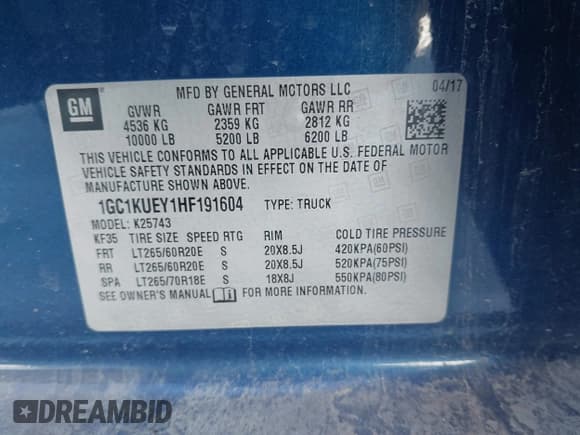 GM
MFD BY GENERAL MOTORS LLC 04/17
GVWR GAWR FRT GAWR RR
4536 KG 2359 KG 2812 KG
10000 LB 5200 LB 6200 LB
THIS VEHICLE CONFORMS TO ALL APPLICABLE U.S. FEDERAL MOTOR
VEHICLE SAFETY STANDARDS IN EFFECT ON THE DATE OF
MANUFACTURE SHOWN ABOVE.
1GC1KUEY1HF191604 TYPE: TRUCK
MODEL: K25743
KF35 TIRE SIZE SPEED RTG RIM COLD TIRE PRESSURE
FRT LT265/60R20E S 20X8.5J 420KPA(60PSI)
RR LT265/60R20E S 20X8.5J 520KPA(75PSI)
SPA LT265/70R18E S 18X8J 550KPA(80PSI)
SEE OWNER'S MANUAL FOR MORE INFORMATION.
DREAMBID